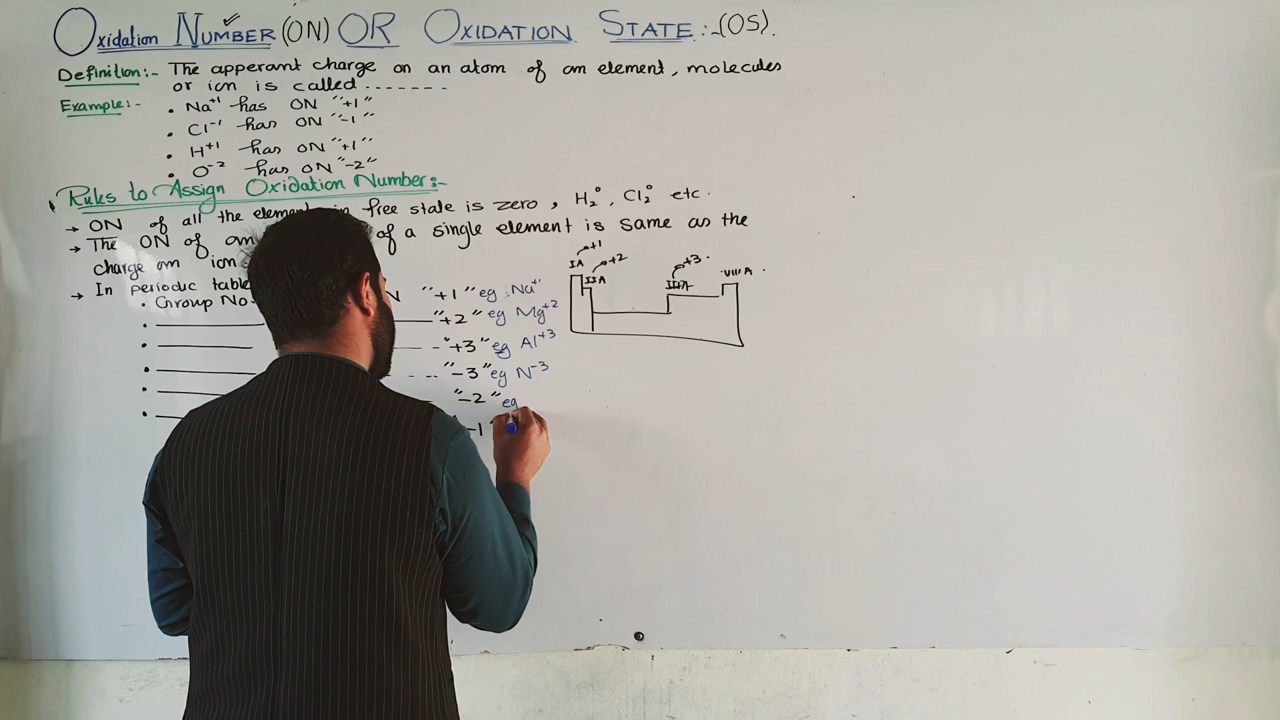 Oxidation NUMBER (ON) OR OXIDATION STATE:-(OS).
Definition:- The apperant charge on an atom of an element, molecules
or ion is called .......
Example:- • Na⁺¹ has ON "+1"
• Cl⁻¹ has ON "-1"
• H⁺¹ has ON "+1"
• O⁻² has ON "-2"
Rules to Assign Oxidation Number:-
→ ON of all the element in free state is zero, H₂°, Cl₂° etc.
→ The ON of of a single element is same as the
charge on ion
→ In periodic table
• Group No "+1" eg Na⁺¹
"+2" eg Mg⁺²
"+3" eg Al⁺³
"-3" eg N⁻³
"-2" eg
-1"
IA → +1
IIA → +2
IIIA → +3.
VIIIA.